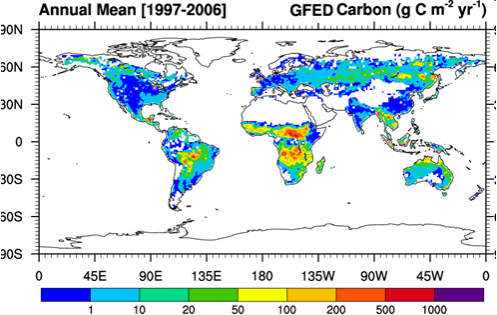 Annual Mean [1997-2006] GFED Carbon (g C m⁻² yr⁻¹)
90N
60N
30N
0
30S
60S
90S
0 45E 90E 135E 180 135W 90W 45W 0
1 10 20 50 100 200 500 1000